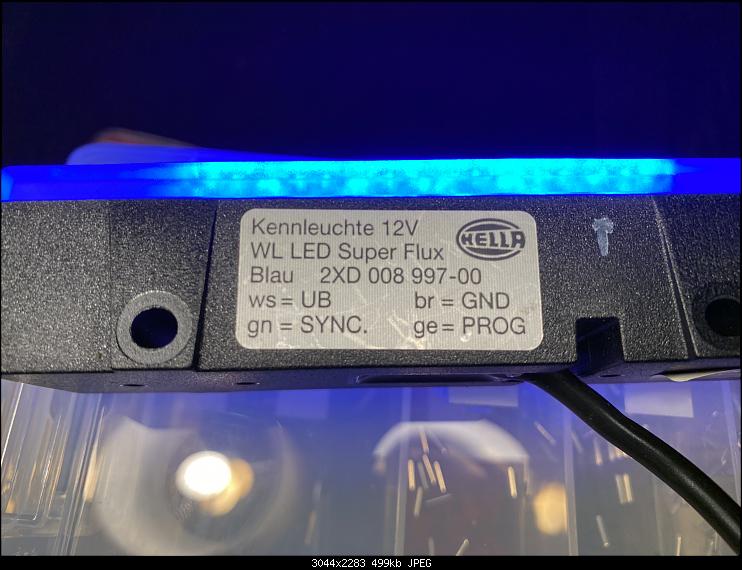 Kennleuchte 12V
HELLA
WL LED Super Flux
Blau 2XD 008 997-00
ws = UB br = GND
gn = SYNC. ge = PROG
3044x2283 499kb JPEG